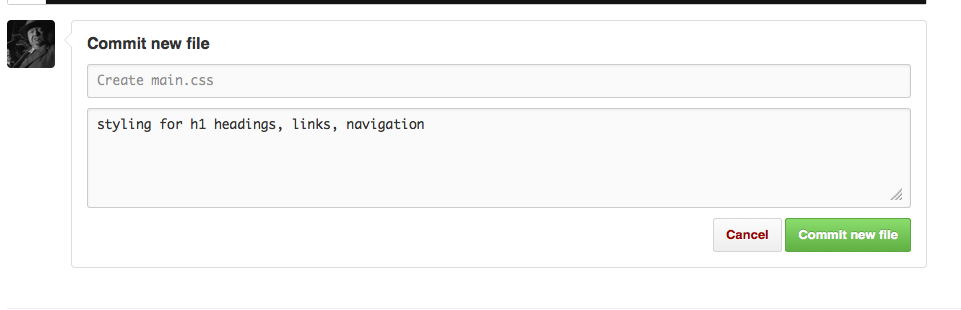 Commit new file
Create main.css
styling for h1 headings, links, navigation
Cancel
Commit new file